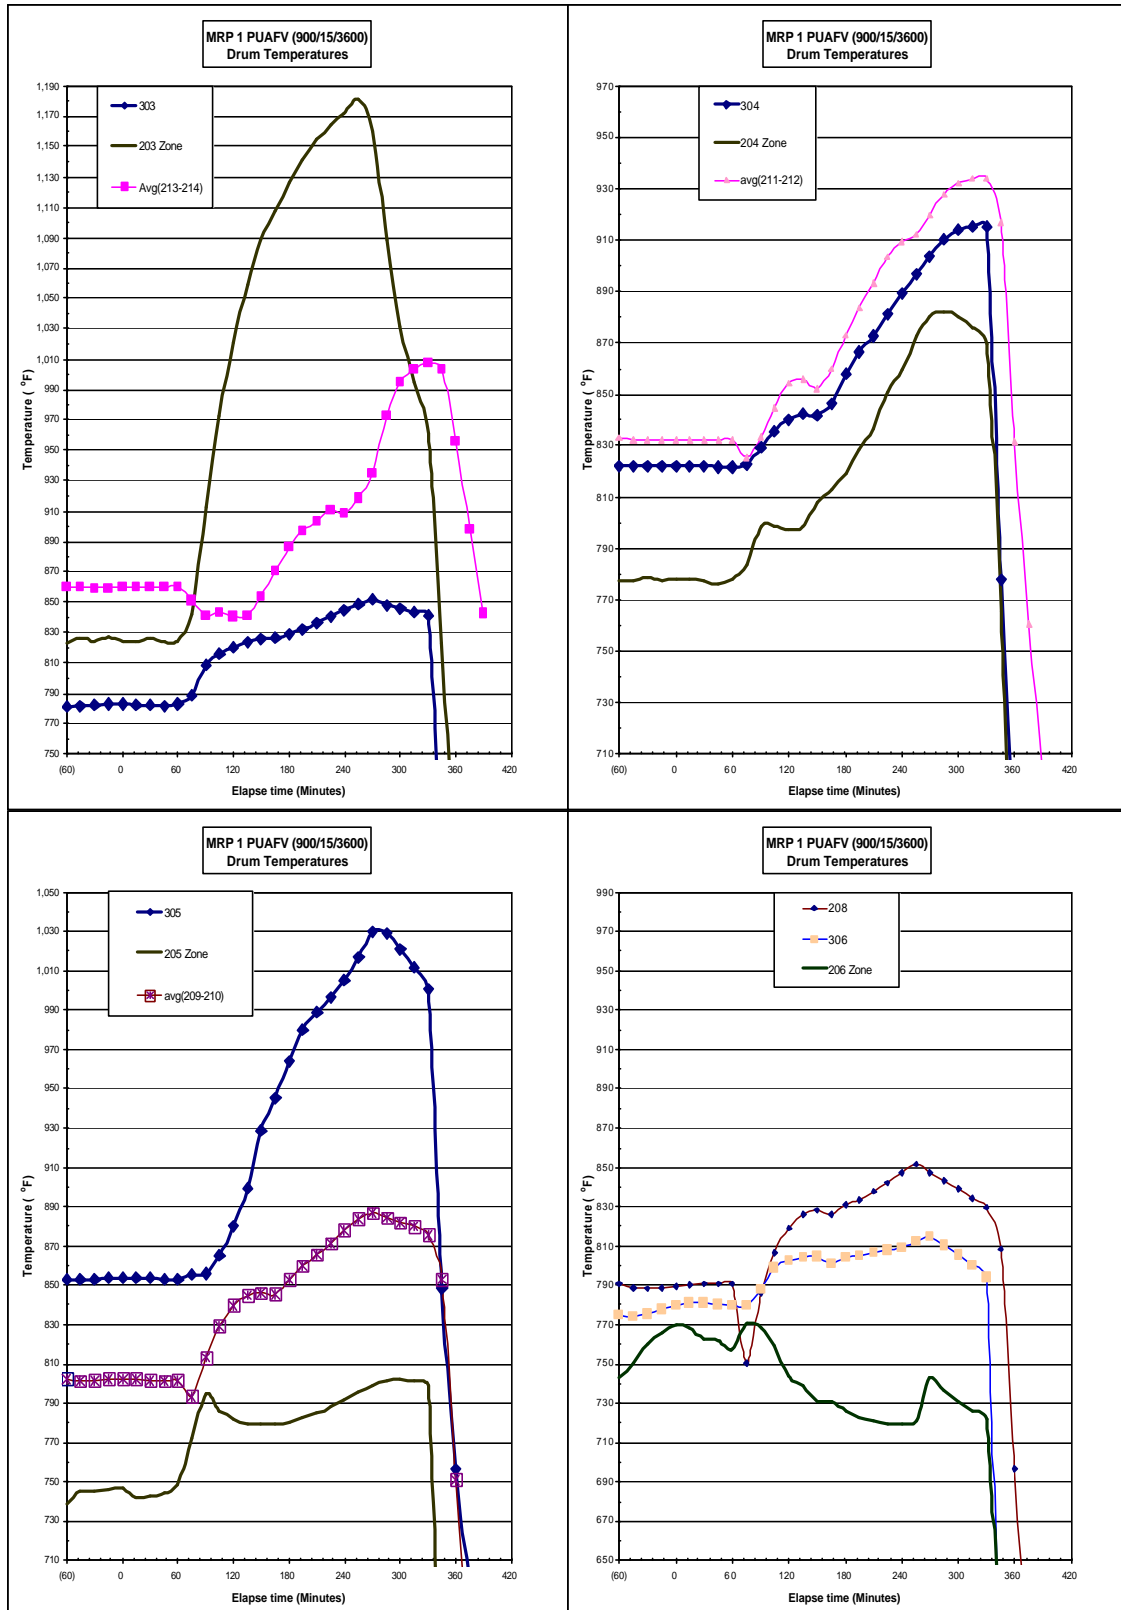 MRP 1 PUAFV (900/15/3600)
Drum Temperatures
303
203 Zone
Avg(213-214)
Temperature ( °F)
1,190
1,170
1,150
1,130
1,110
1,090
1,070
1,050
1,030
1,010
990
970
950
930
910
890
870
850
830
810
790
770
750
(60) 0 60 120 180 240 300 360 420
Elapse time (Minutes)
MRP 1 PUAFV (900/15/3600)
Drum Temperatures
304
204 Zone
avg(211-212)
Temperature ( °F)
970
950
930
910
890
870
850
830
810
790
770
750
730
710
(60) 0 60 120 180 240 300 360 420
Elapse time (Minutes)
MRP 1 PUAFV (900/15/3600)
Drum Temperatures
305
205 Zone
avg(209-210)
Temperature ( °F)
1,050
1,030
1,010
990
970
950
930
910
890
870
850
830
810
790
770
750
730
710
(60) 0 60 120 180 240 300 360 420
Elapse time (Minutes)
MRP 1 PUAFV (900/15/3600)
Drum Temperatures
208
306
206 Zone
Temperature ( °F)
990
970
950
930
910
890
870
850
830
810
790
770
750
730
710
690
670
650
(60) 0 60 120 180 240 300 360 420
Elapse time (Minutes)